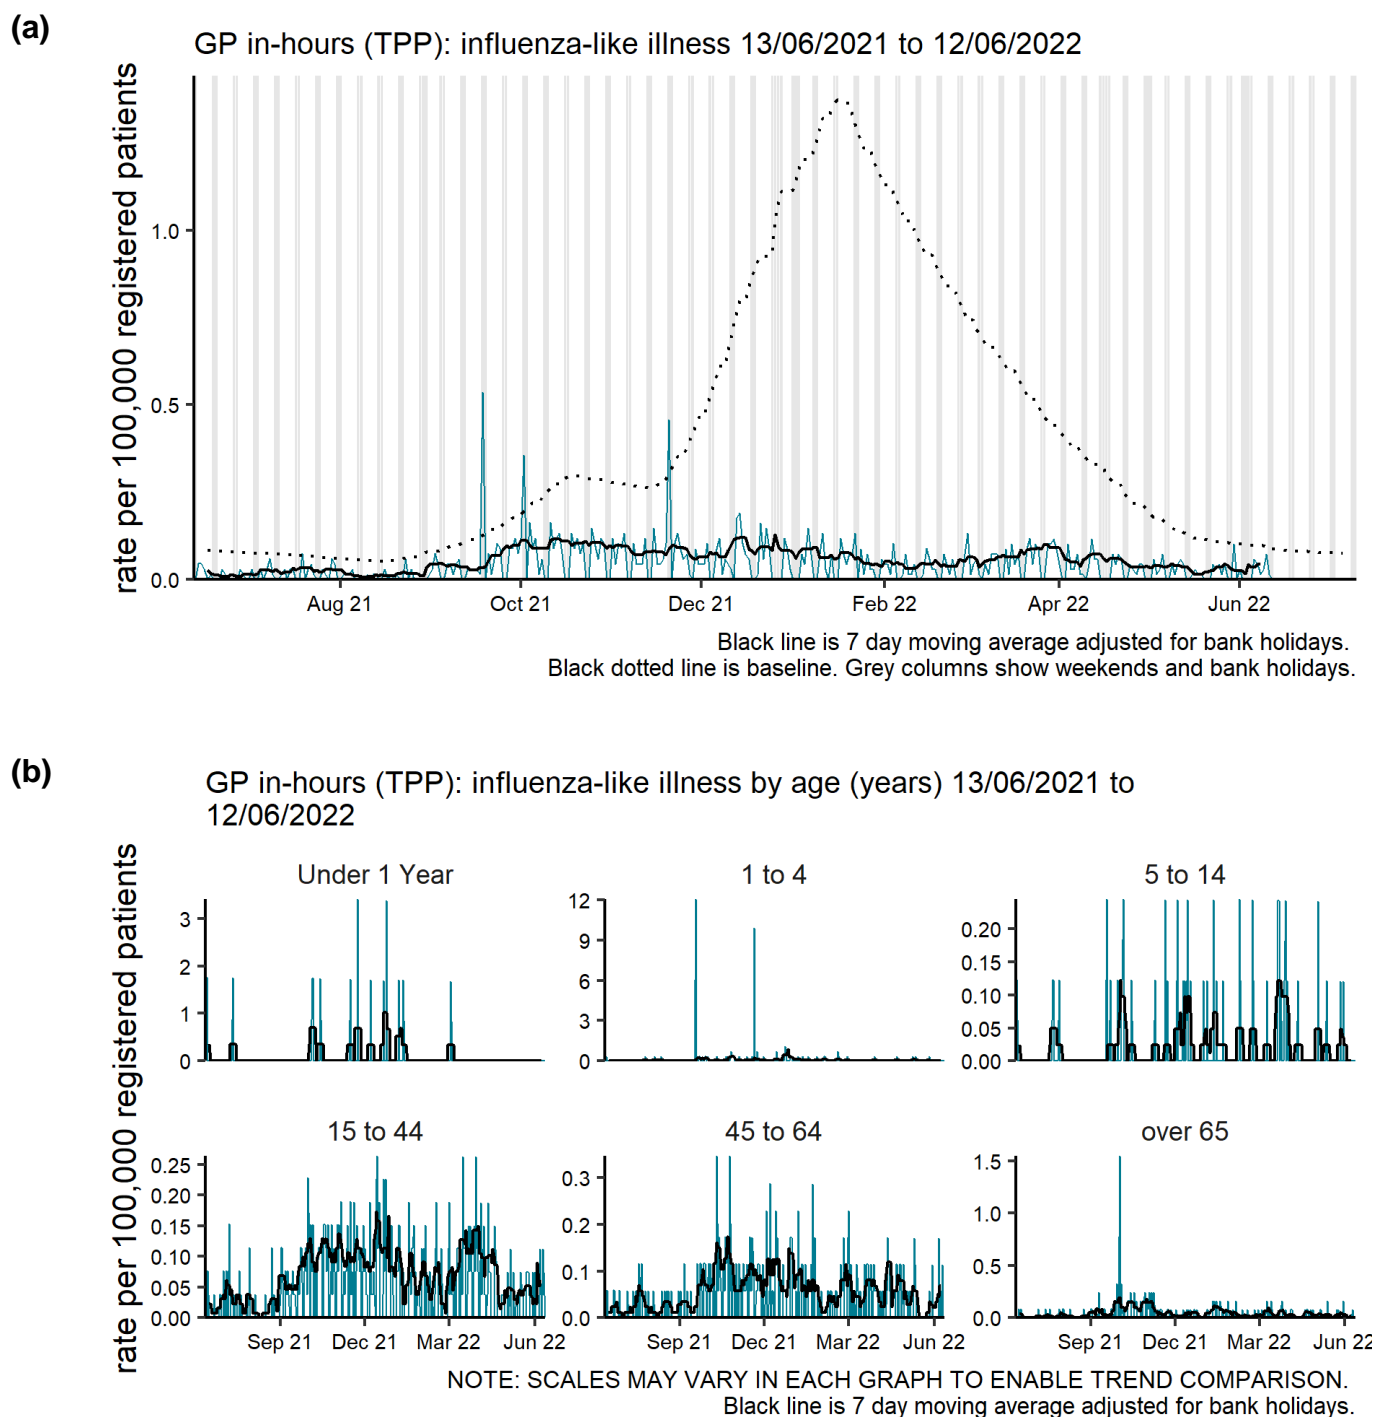 (a)
GP in-hours (TPP): influenza-like illness 13/06/2021 to 12/06/2022
rate per 100,000 registered patients
1.0
0.5
0.0
Aug 21 Oct 21 Dec 21 Feb 22 Apr 22 Jun 22
Black line is 7 day moving average adjusted for bank holidays.
Black dotted line is baseline. Grey columns show weekends and bank holidays.
(b)
GP in-hours (TPP): influenza-like illness by age (years) 13/06/2021 to
12/06/2022
rate per 100,000 registered patients
Under 1 Year
3
2
1
0
1 to 4
12
9
6
3
0
5 to 14
0.20
0.15
0.10
0.05
0.00
15 to 44
0.25
0.20
0.15
0.10
0.05
0.00
Sep 21 Dec 21 Mar 22 Jun 22
45 to 64
0.3
0.2
0.1
0.0
Sep 21 Dec 21 Mar 22 Jun 22
over 65
1.5
1.0
0.5
0.0
Sep 21 Dec 21 Mar 22 Jun 22
NOTE: SCALES MAY VARY IN EACH GRAPH TO ENABLE TREND COMPARISON.
Black line is 7 day moving average adjusted for bank holidays.